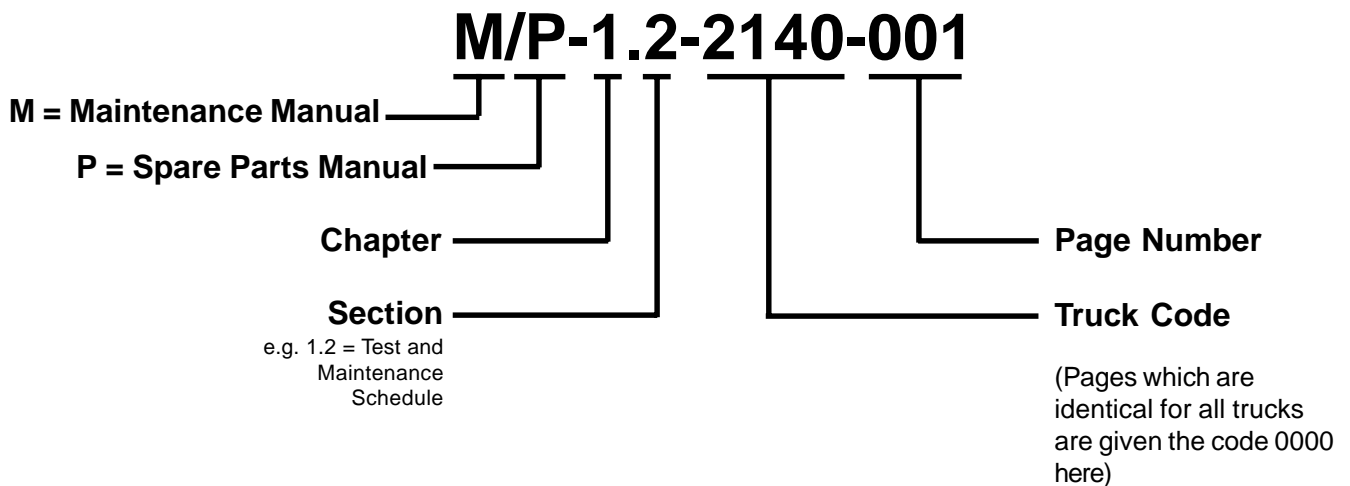 M/P-1.2-2140-001
M = Maintenance Manual
P = Spare Parts Manual
Chapter
Section
e.g. 1.2 = Test and
Maintenance
Schedule
Page Number
Truck Code
(Pages which are
identical for all trucks
are given the code 0000
here)